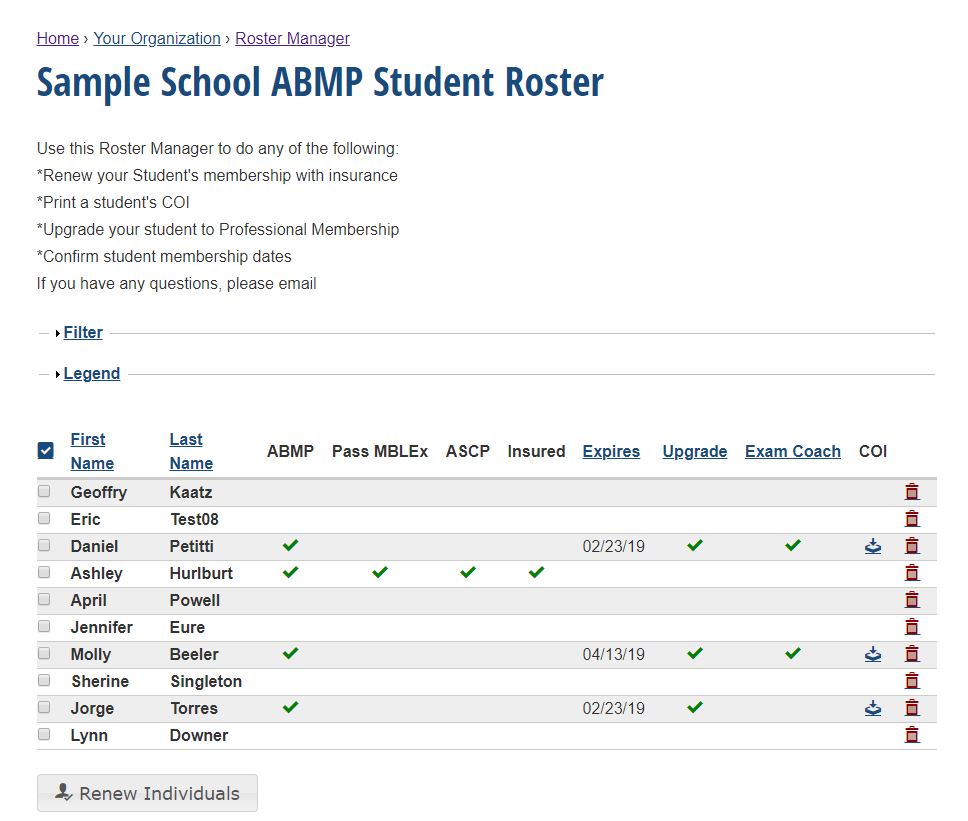 Home › Your Organization › Roster Manager
Sample School ABMP Student Roster
Use this Roster Manager to do any of the following:
*Renew your Student's membership with insurance
*Print a student's COI
*Upgrade your student to Professional Membership
*Confirm student membership dates
If you have any questions, please email
Filter
Legend
First Name Last Name ABMP Pass MBLEx ASCP Insured Expires Upgrade Exam Coach COI
Geoffry Kaatz
Eric Test08
Daniel Petitti 02/23/19
Ashley Hurlburt
April Powell
Jennifer Eure
Molly Beeler 04/13/19
Sherine Singleton
Jorge Torres 02/23/19
Lynn Downer
Renew Individuals